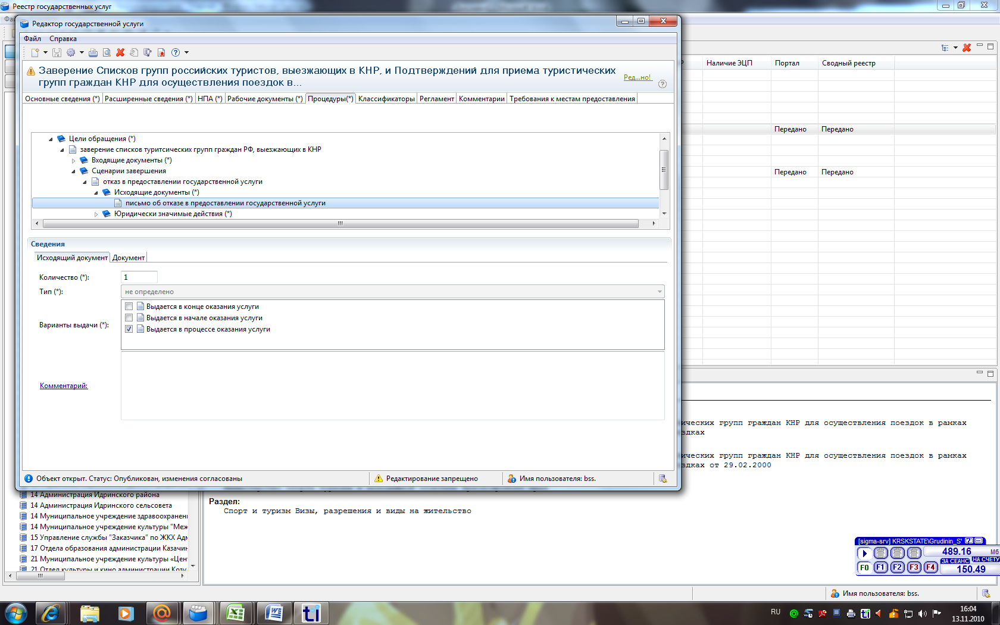 Реестр государственных услуг
Редактор государственной услуги
Файл Справка
Заверение Списков групп российских туристов, выезжающих в КНР, и Подтверждений для приема туристических
групп граждан КНР для осуществления поездок в...
Ред...но!
Основные сведения (*) Расширенные сведения (*) НПА (*) Рабочие документы (*) Процедуры(*) Классификаторы Регламент Комментарии Требования к местам предоставления
Цели обращения (*)
заверение списков туритсических групп граждан РФ, выезжающих в КНР
Входящие документы (*)
Сценарии завершения
отказ в предоставлении государственной услуги
Исходящие документы (*)
письмо об отказе в предоставлении государственной услуги
Юридически значимые действия (*)
Сведения
Исходящий документ Документ
Количество (*): 1
Тип (*): не определено
Варианты выдачи (*):
Выдается в конце оказания услуги
Выдается в начале оказания услуги
Выдается в процессе оказания услуги
Комментарий:
Объект открыт. Статус: Опубликован, изменения согласованы
Редактирование запрещено
Имя пользователя: bss.
Наличие ЭЦП Портал Сводный реестр
Передано Передано
Передано Передано
ических групп граждан КНР для осуществления поездок в рамках
здках
ических групп граждан КНР для осуществления поездок в рамках
здках от 29.02.2000
Раздел:
Спорт и туризм Визы, разрешения и виды на жительство
14 Администрация Идринского района
14 Администрация Идринского сельсовета
14 Муниципальное учреждение здравоохранени
14 Муниципальное учреждение культуры "Меж
15 Управление службы "Заказчика" по ЖКХ Адм
17 Отдела образования администрации Казачин
21 Муниципальное учреждение культуры «Цент
21 Отдел культуры и кино администрации Козу
[sigma-srv] KRSKSTATE\Grudinin_S'
489.16 Мб
ЗА СЕАНС НА СЧЕТУ
150.49
F0 F1 F2 F3 F4
Имя пользователя: bss.
RU
16:04
13.11.2010